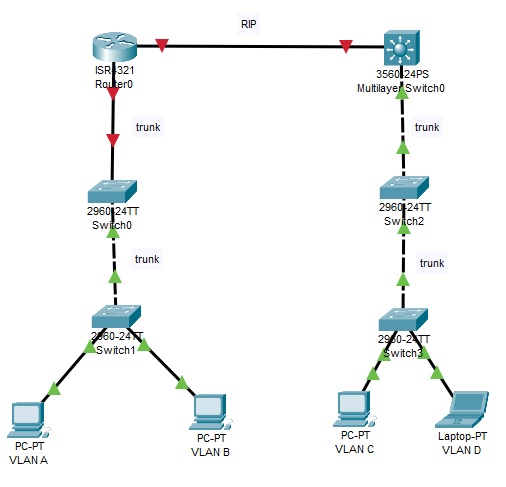 RIP
ISR4321
Router0
3560-24PS
Multilayer Switch0
trunk
trunk
2960-24TT
Switch0
2960-24TT
Switch2
trunk
trunk
2960-24TT
Switch1
2960-24TT
Switch3
PC-PT
VLAN A
PC-PT
VLAN B
PC-PT
VLAN C
Laptop-PT
VLAN D